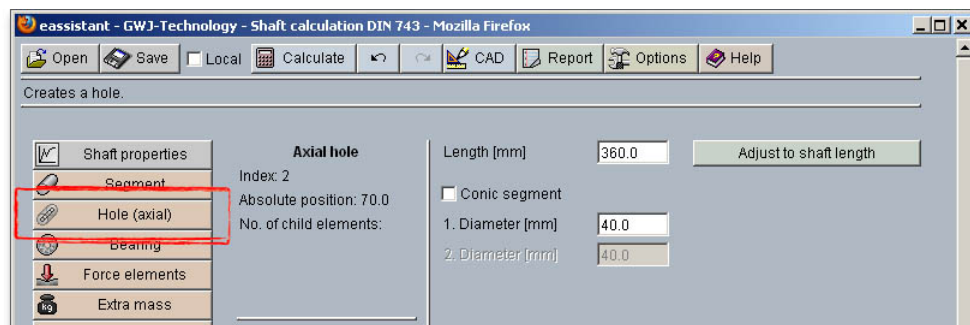 eassistant - GWJ-Technology - Shaft calculation DIN 743 - Mozilla Firefox
Open Save Local Calculate CAD Report Options Help
Creates a hole.
Shaft properties
Segment
Hole (axial)
Bearing
Force elements
kg Extra mass
Axial hole
Index: 2
Absolute position: 70.0
No. of child elements:
Length [mm] 360.0 Adjust to shaft length
Conic segment
1. Diameter [mm] 40.0
2. Diameter [mm] 40.0